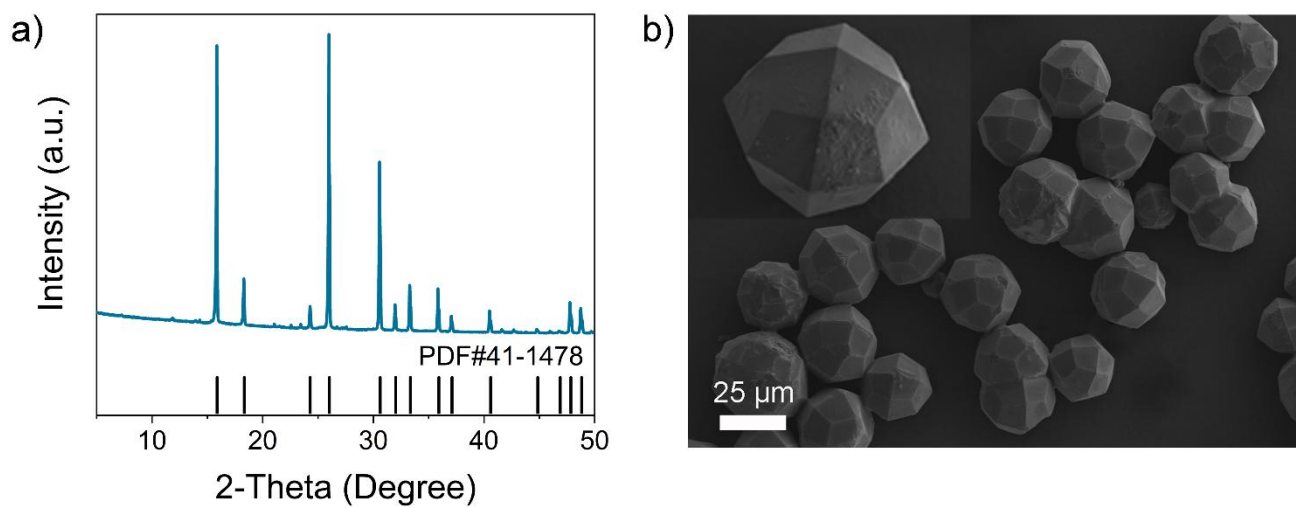 a)
Intensity (a.u.)
PDF#41-1478
10 20 30 40 50
2-Theta (Degree)
b)
25 μm